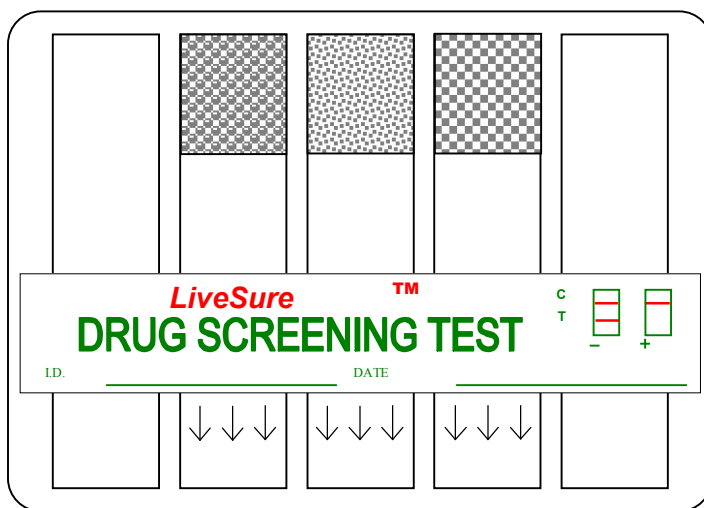 LiveSure ™
DRUG SCREENING TEST
C
T
– +
I.D. DATE